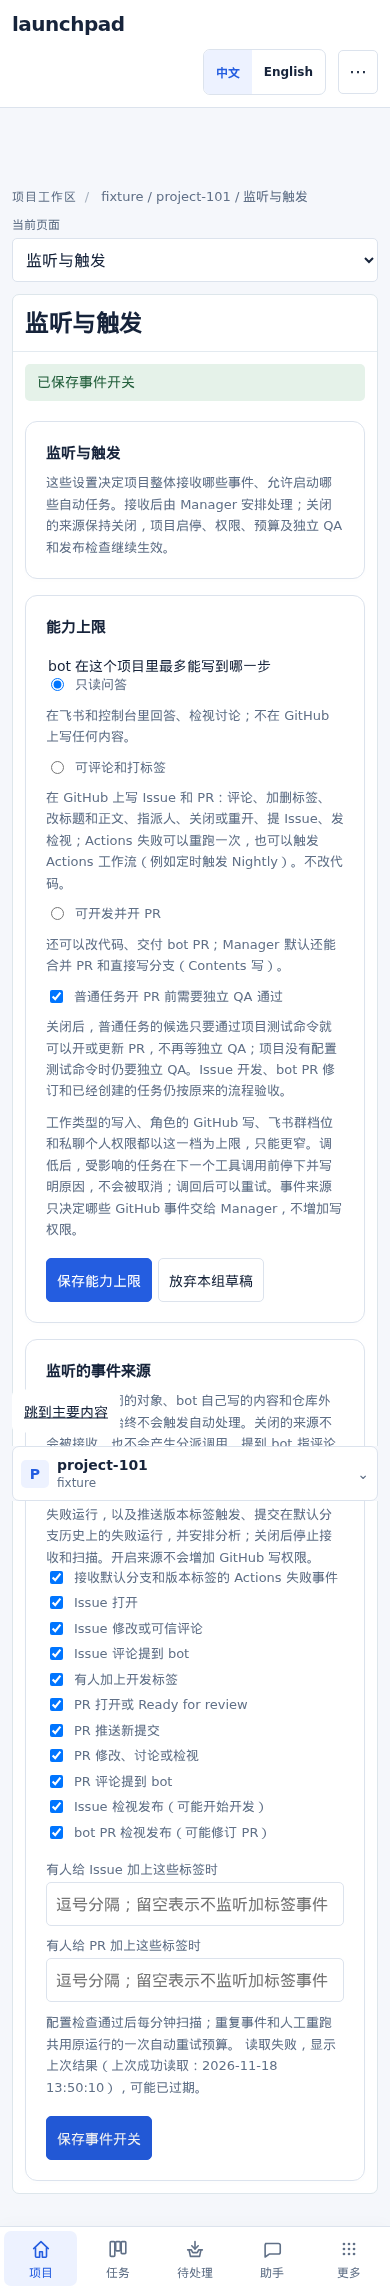 launchpad
中文
English
项目工作区 / fixture / project-101 / 监听与触发
当前页面
监听与触发
监听与触发
已保存事件开关
监听与触发
这些设置决定项目整体接收哪些事件、允许启动哪
些自动任务。接收后由 Manager 安排处理；关闭
的来源保持关闭，项目启停、权限、预算及独立 QA
和发布检查继续生效。
能力上限
bot 在这个项目里最多能写到哪一步
只读问答
在飞书和控制台里回答、检视讨论；不在 GitHub
上写任何内容。
可评论和打标签
在 GitHub 上写 Issue 和 PR：评论、加删标签、
改标题和正文、指派人、关闭或重开、提 Issue、发
检视；Actions 失败可以重跑一次，也可以触发
Actions 工作流（例如定时触发 Nightly）。不改代
码。
可开发并开 PR
还可以改代码、交付 bot PR；Manager 默认还能
合并 PR 和直接写分支（Contents 写）。
普通任务开 PR 前需要独立 QA 通过
关闭后，普通任务的候选只要通过项目测试命令就
可以开或更新 PR，不再等独立 QA；项目没有配置
测试命令时仍要独立 QA。Issue 开发、bot PR 修
订和已经创建的任务仍按原来的流程验收。
工作类型的写入、角色的 GitHub 写、飞书群档位
和私聊个人权限都以这一档为上限，只能更窄。调
低后，受影响的任务在下一个工具调用前停下并写
明原因，不会被取消；调回后可以重试。事件来源
只决定哪些 GitHub 事件交给 Manager，不增加写
权限。
保存能力上限
放弃本组草稿
监听的事件来源
的对象、bot 自己写的内容和仓库外
终不会触发自动处理。关闭的来源不
跳到主要内容
会被接收，也不会产生分派调用。提到 bot 指评论
P
project-101
fixture
失败运行，以及推送版本标签触发、提交在默认分
支历史上的失败运行，并安排分析；关闭后停止接
收和扫描。开启来源不会增加 GitHub 写权限。
接收默认分支和版本标签的 Actions 失败事件
Issue 打开
Issue 修改或可信评论
Issue 评论提到 bot
有人加上开发标签
PR 打开或 Ready for review
PR 推送新提交
PR 修改、讨论或检视
PR 评论提到 bot
Issue 检视发布（可能开始开发）
bot PR 检视发布（可能修订 PR）
有人给 Issue 加上这些标签时
逗号分隔；留空表示不监听加标签事件
有人给 PR 加上这些标签时
逗号分隔；留空表示不监听加标签事件
配置检查通过后每分钟扫描；重复事件和人工重跑
共用原运行的一次自动重试预算。 读取失败，显示
上次结果（上次成功读取：2026-11-18
13:50:10），可能已过期。
保存事件开关
项目
任务
待处理
助手
更多